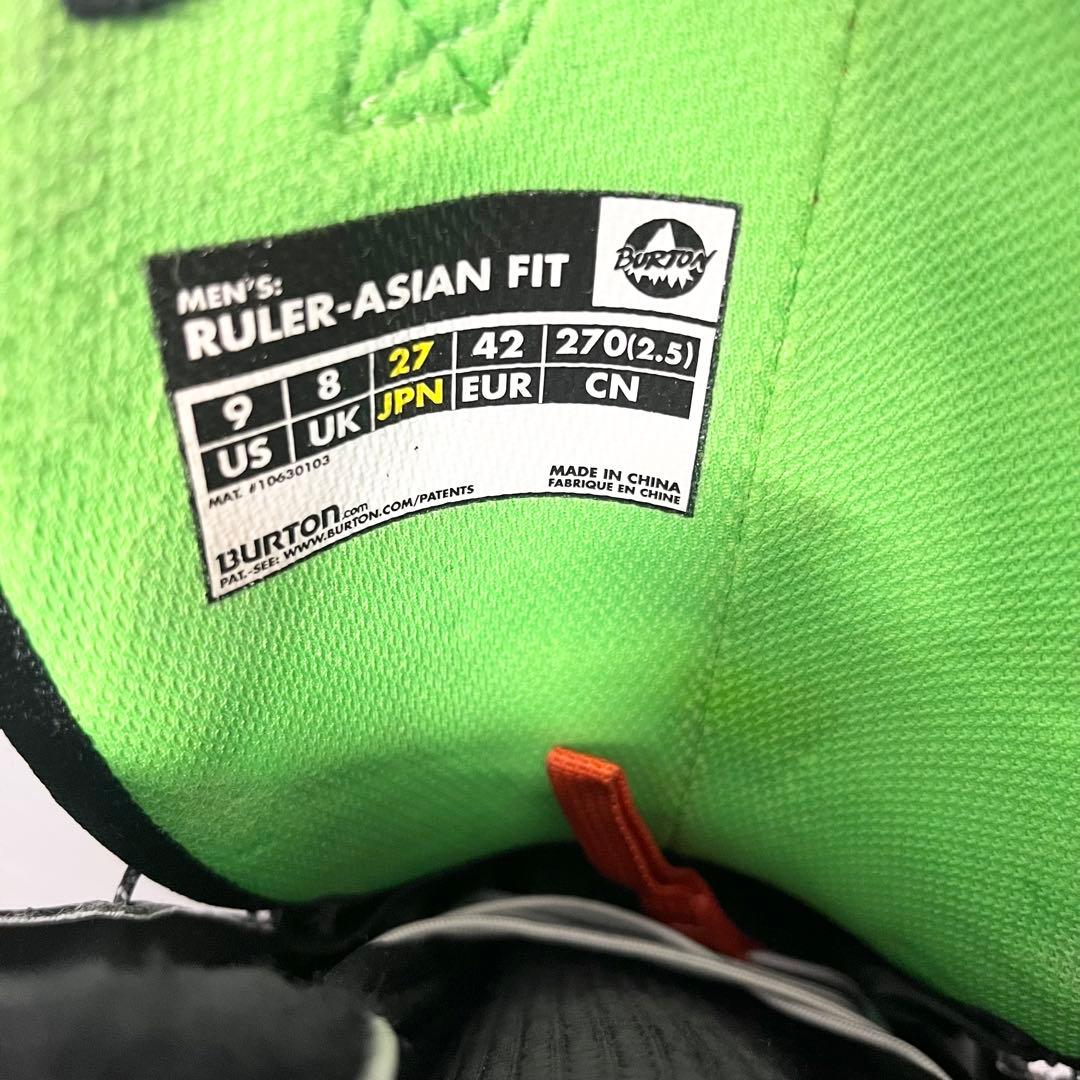 MEN'S:
RULER-ASIAN FIT
BURTON
9 8 27 42 270(2.5)
US UK JPN EUR CN
MAT. #10630103
MADE IN CHINA
FABRIQUE EN CHINE
BURTON.com
PAT.-SEE: WWW.BURTON.COM/PATENTS